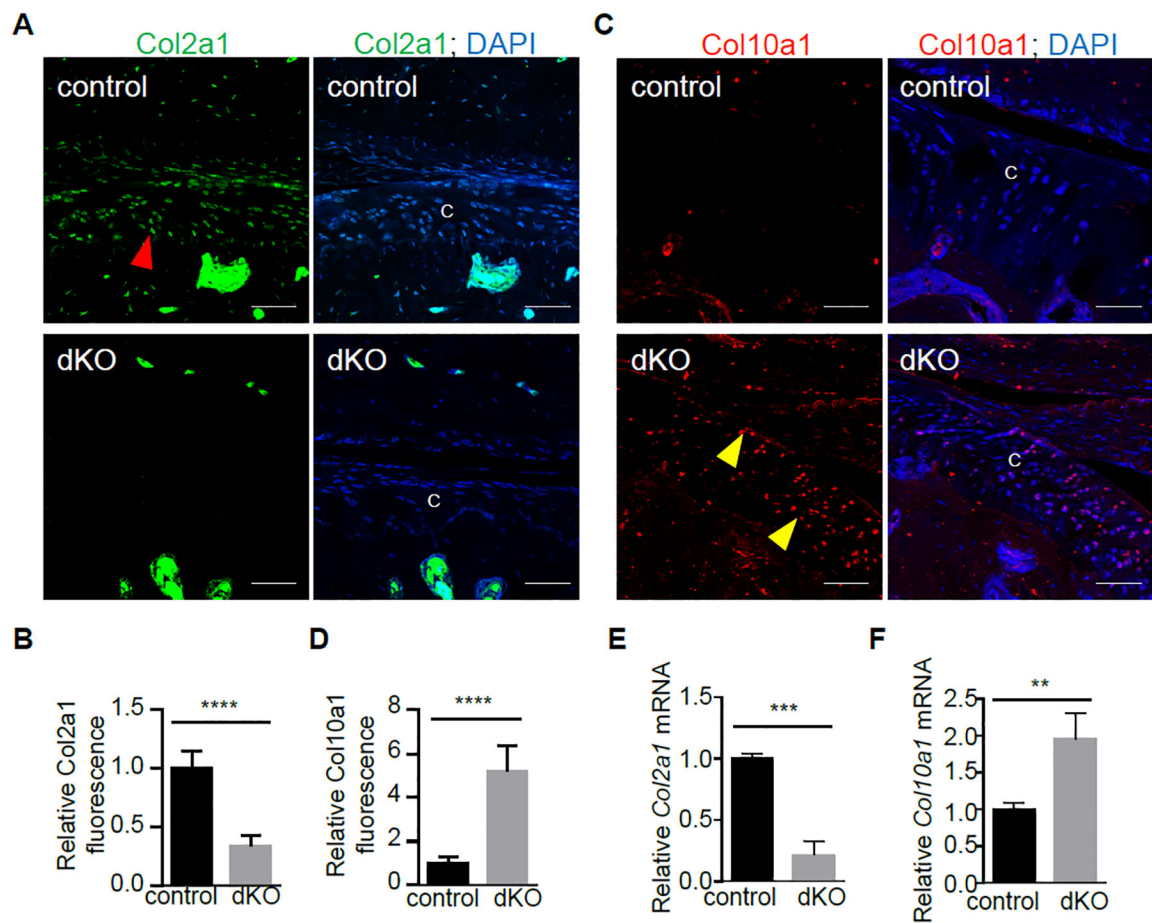 A
Col2a1
Col2a1; DAPI
control
C
dKO
C
C
Col10a1
Col10a1; DAPI
control
control
C
dKO
dKO
C
B
Relative Col2a1
fluorescence
1.5
1.0
0.5
0.0
****
control
dKO
D
Relative Col10a1
fluorescence
8
6
4
2
0
****
control
dKO
E
Relative Col2a1 mRNA
1.5
1.0
0.5
0.0
***
control
dKO
F
Relative Col10a1 mRNA
2.5
2.0
1.5
1.0
0.5
0.0
**
control
dKO